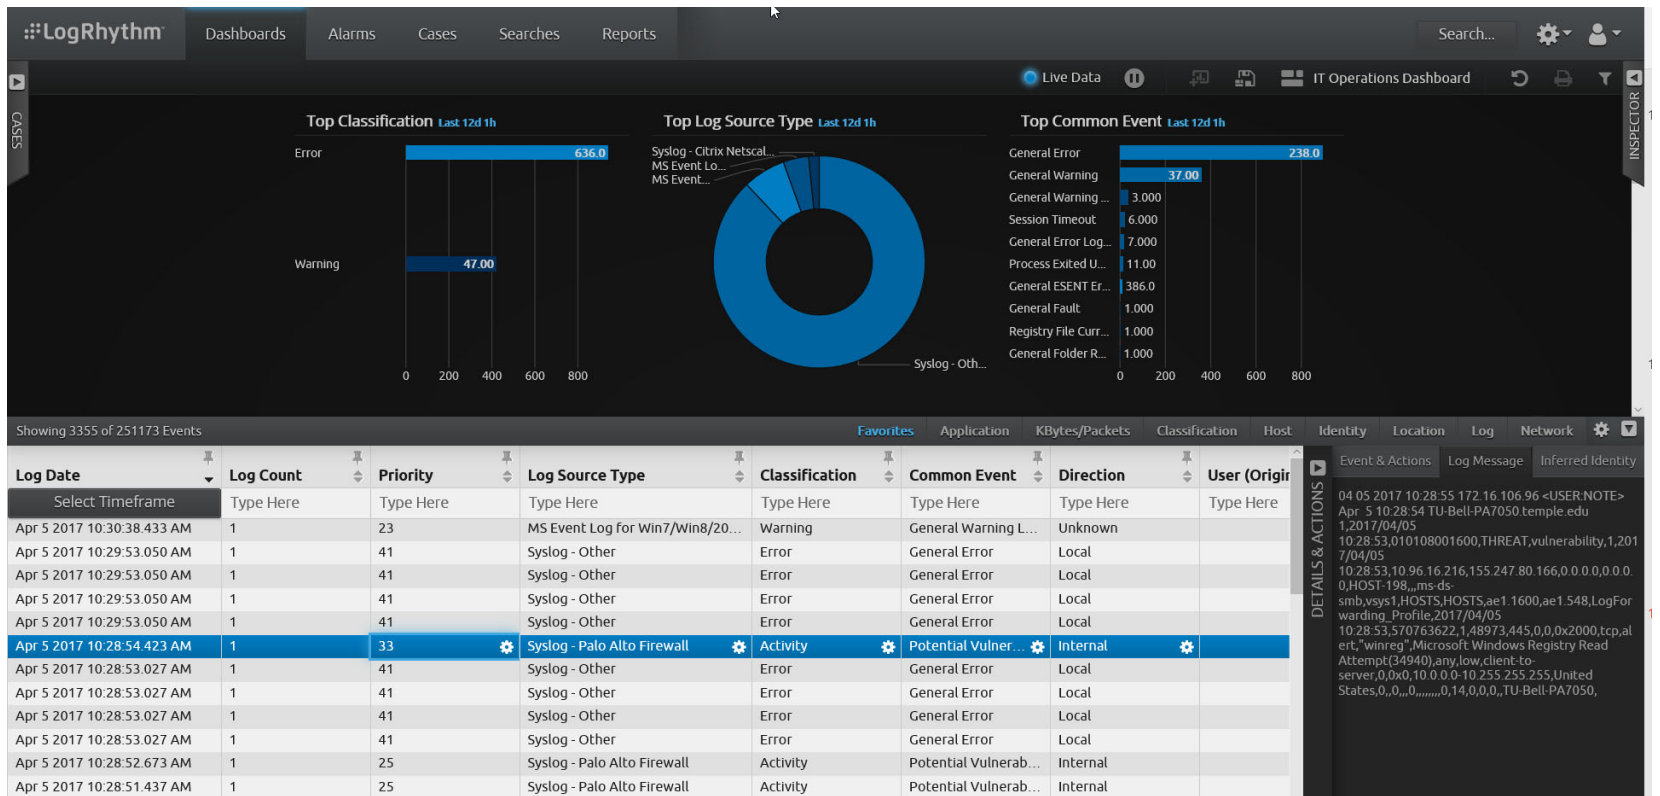 LogRhythm
Dashboards Alarms Cases Searches Reports Search...
Live Data IT Operations Dashboard
CASES
INSPECTOR
Top Classification Last 12d 1h
Error 636.0
Warning 47.00
0 200 400 600 800
Top Log Source Type Last 12d 1h
Syslog - Citrix Netscal...
MS Event Lo...
MS Event...
Syslog - Oth...
Top Common Event Last 12d 1h
General Error 238.0
General Warning 37.00
General Warning ... 3.000
Session Timeout 6.000
General Error Log... 7.000
Process Exited U... 11.00
General ESENT Er... 386.0
General Fault 1.000
Registry File Curr... 1.000
General Folder R... 1.000
0 200 400 600 800
Showing 3355 of 251173 Events Favorites Application KBytes/Packets Classification Host Identity Location Log Network
Log Date Log Count Priority Log Source Type Classification Common Event Direction User (Origin
Select Timeframe Type Here Type Here Type Here Type Here Type Here Type Here Type Here
Apr 5 2017 10:30:38.433 AM 1 23 MS Event Log for Win7/Win8/20... Warning General Warning L... Unknown
Apr 5 2017 10:29:53.050 AM 1 41 Syslog - Other Error General Error Local
Apr 5 2017 10:29:53.050 AM 1 41 Syslog - Other Error General Error Local
Apr 5 2017 10:29:53.050 AM 1 41 Syslog - Other Error General Error Local
Apr 5 2017 10:29:53.050 AM 1 41 Syslog - Other Error General Error Local
Apr 5 2017 10:28:54.423 AM 1 33 Syslog - Palo Alto Firewall Activity Potential Vulner... Internal
Apr 5 2017 10:28:53.027 AM 1 41 Syslog - Other Error General Error Local
Apr 5 2017 10:28:53.027 AM 1 41 Syslog - Other Error General Error Local
Apr 5 2017 10:28:53.027 AM 1 41 Syslog - Other Error General Error Local
Apr 5 2017 10:28:53.027 AM 1 41 Syslog - Other Error General Error Local
Apr 5 2017 10:28:52.673 AM 1 25 Syslog - Palo Alto Firewall Activity Potential Vulnerab... Internal
Apr 5 2017 10:28:51.437 AM 1 25 Syslog - Palo Alto Firewall Activity Potential Vulnerab... Internal
DETAILS & ACTIONS
Event & Actions Log Message Inferred Identity
04 05 2017 10:28:55 172.16.106.96 <USER:NOTE>
Apr 5 10:28:54 TU-Bell-PA7050.temple.edu
1,2017/04/05
10:28:53,010108001600,THREAT,vulnerability,1,201
7/04/05
10:28:53,10.96.16.216,155.247.80.166,0.0.0.0,0.0.0.
0,HOST-198,,,ms-ds-
smb,vsys1,HOSTS,HOSTS,ae1.1600,ae1.548,LogFor
warding_Profile,2017/04/05
10:28:53,570763622,1,48973,445,0,0,0x2000,tcp,al
ert,"winreg",Microsoft Windows Registry Read
Attempt(34940),any,low,client-to-
server,0,0x0,10.0.0.0-10.255.255.255,United
States,0,,0,,,0,,,,,,,,0,14,0,0,0,,TU-Bell-PA7050,